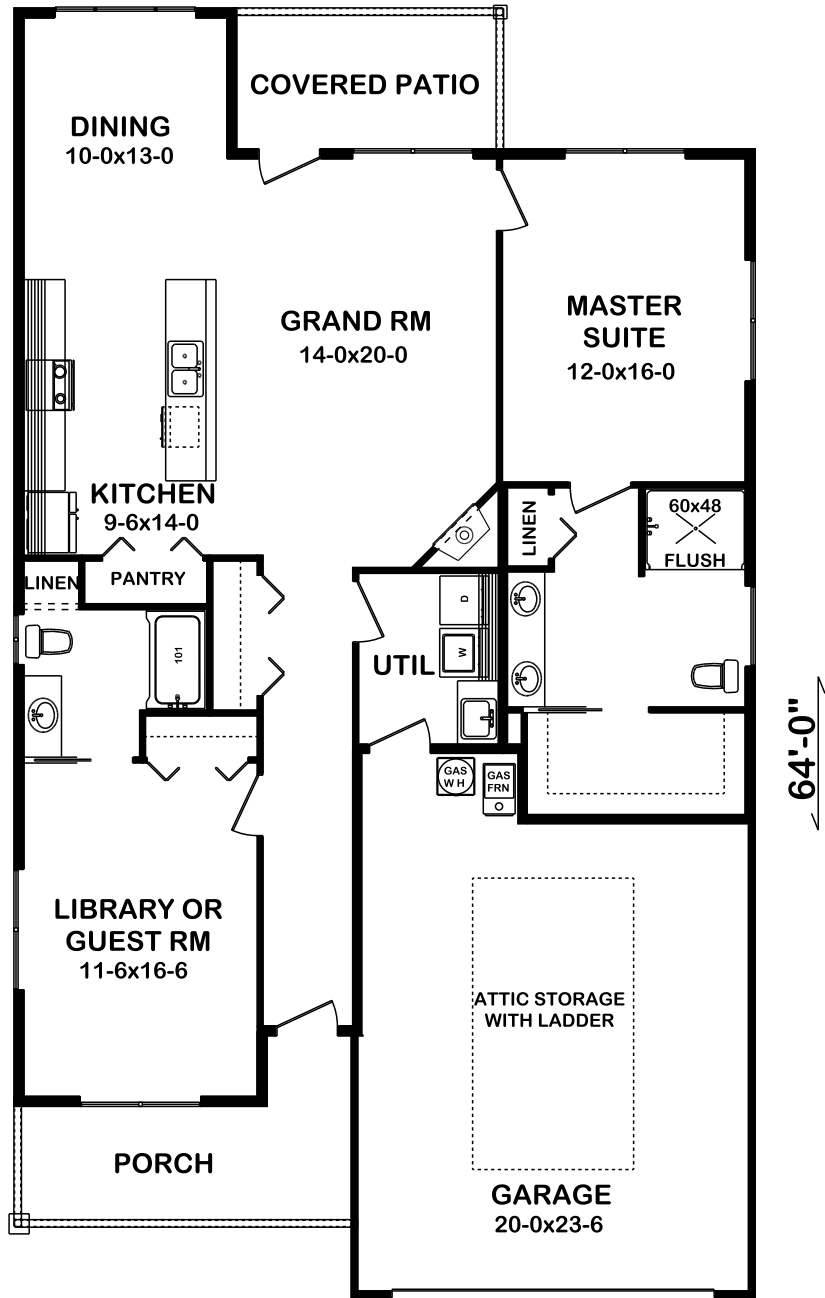 COVERED PATIO
DINING
10-0x13-0
GRAND RM
14-0x20-0
MASTER
SUITE
12-0x16-0
KITCHEN
9-6x14-0
LINEN
60x48
FLUSH
LINEN
PANTRY
D
W
UTIL
101
64'-0"
GAS
W H
GAS
FRN
LIBRARY OR
GUEST RM
11-6x16-6
ATTIC STORAGE
WITH LADDER
PORCH
GARAGE
20-0x23-6